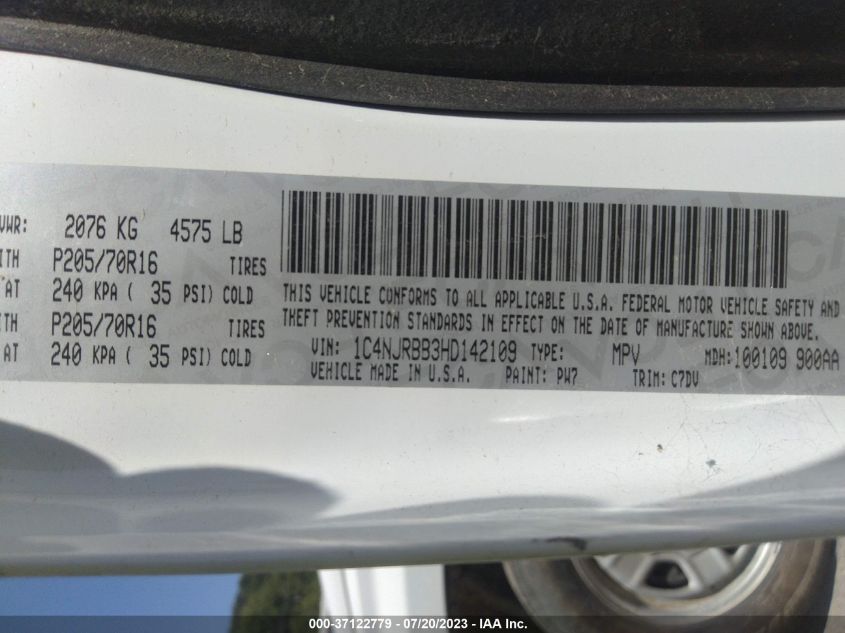 VWR: 2076 KG 4575 LB
ITH P205/70R16 TIRES
AT 240 KPA ( 35 PSI) COLD
ITH P205/70R16 TIRES
AT 240 KPA ( 35 PSI) COLD
THIS VEHICLE CONFORMS TO ALL APPLICABLE U.S.A. FEDERAL MOTOR VEHICLE SAFETY AND
THEFT PREVENTION STANDARDS IN EFFECT ON THE DATE OF MANUFACTURE SHOWN ABOVE.
VIN: 1C4NJRBB3HD142109 TYPE: MPV MDH:100109 900AA
VEHICLE MADE IN U.S.A. PAINT: PW7 TRIM: C7DV
000-37122779 - 07/20/2023 - IAA Inc.